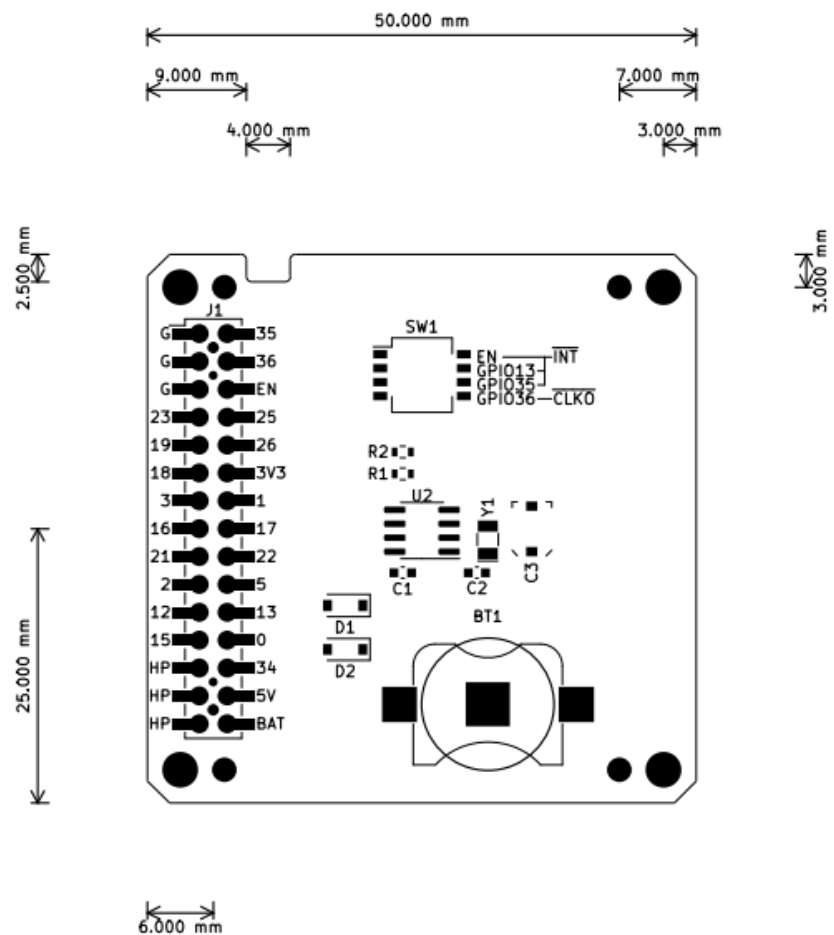 50.000 mm
9.000 mm
7.000 mm
4.000 mm
3.000 mm
2.500 mm
3.000 mm
J1
G 35
G 36
G EN
23 25
19 26
18 3V3
3 1
16 17
21 22
2 5
12 13
15 0
HP 34
HP 5V
HP BAT
SW1
EN INT
GPIO13
GPIO35
GPIO36 CLKO
R2
R1
U2
Y1
C1
C2
C3
D1
D2
BT1
25.000 mm
6.000 mm